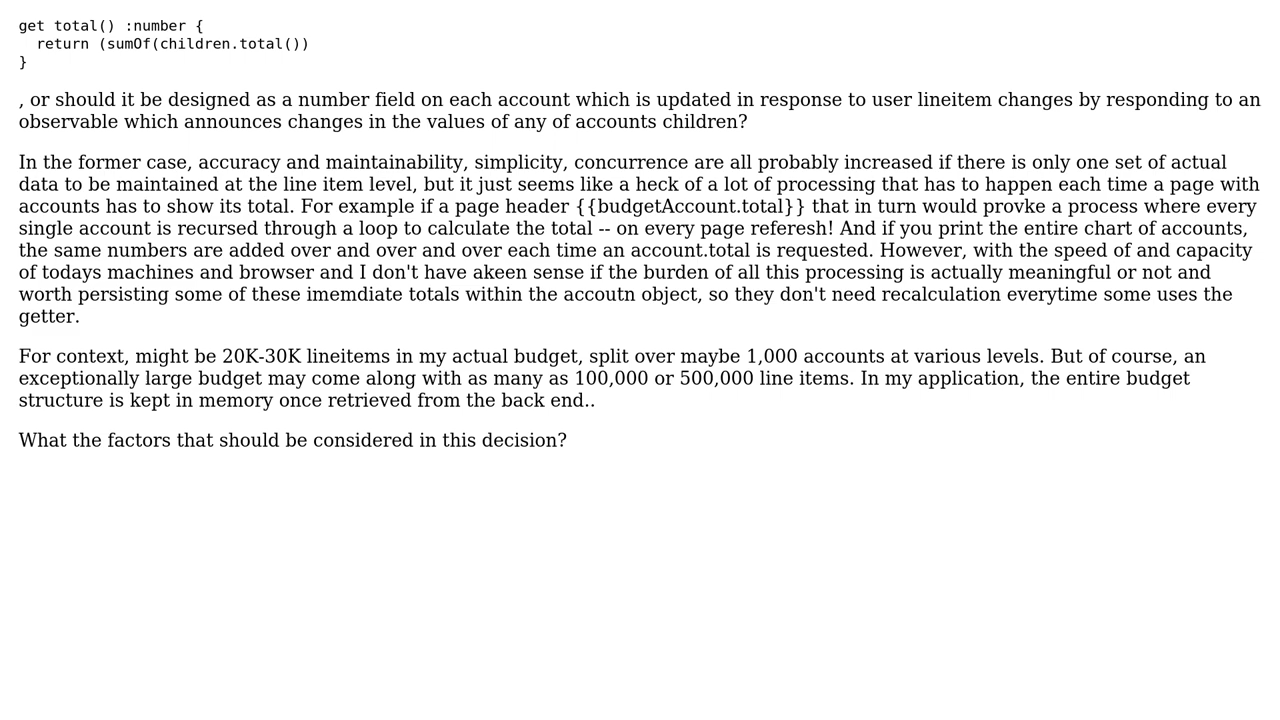 get total() :number {
  return (sumOf(children.total())
}
, or should it be designed as a number field on each account which is updated in response to user lineitem changes by responding to an
observable which announces changes in the values of any of accounts children?
In the former case, accuracy and maintainability, simplicity, concurrence are all probably increased if there is only one set of actual
data to be maintained at the line item level, but it just seems like a heck of a lot of processing that has to happen each time a page with
accounts has to show its total. For example if a page header {{budgetAccount.total}} that in turn would provke a process where every
single account is recursed through a loop to calculate the total -- on every page referesh! And if you print the entire chart of accounts,
the same numbers are added over and over and over each time an account.total is requested. However, with the speed of and capacity
of todays machines and browser and I don't have akeen sense if the burden of all this processing is actually meaningful or not and
worth persisting some of these imemdiate totals within the accoutn object, so they don't need recalculation everytime some uses the
getter.
For context, might be 20K-30K lineitems in my actual budget, split over maybe 1,000 accounts at various levels. But of course, an
exceptionally large budget may come along with as many as 100,000 or 500,000 line items. In my application, the entire budget
structure is kept in memory once retrieved from the back end..
What the factors that should be considered in this decision?